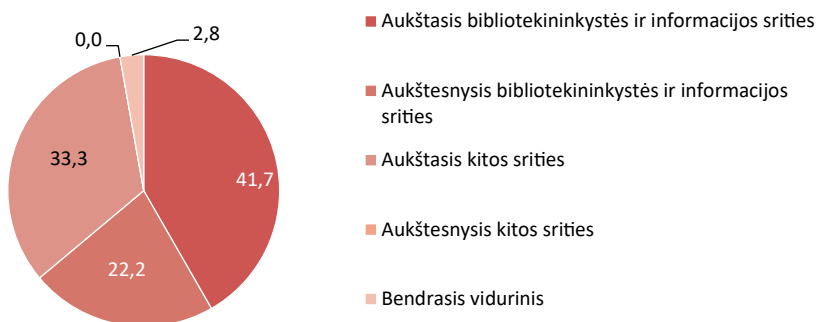 0,0
2,8
33,3
41,7
22,2
Aukštasis bibliotekininkystės ir informacijos srities
Aukštesnysis bibliotekininkystės ir informacijos
srities
Aukštasis kitos srities
Aukštesnysis kitos srities
Bendrasis vidurinis